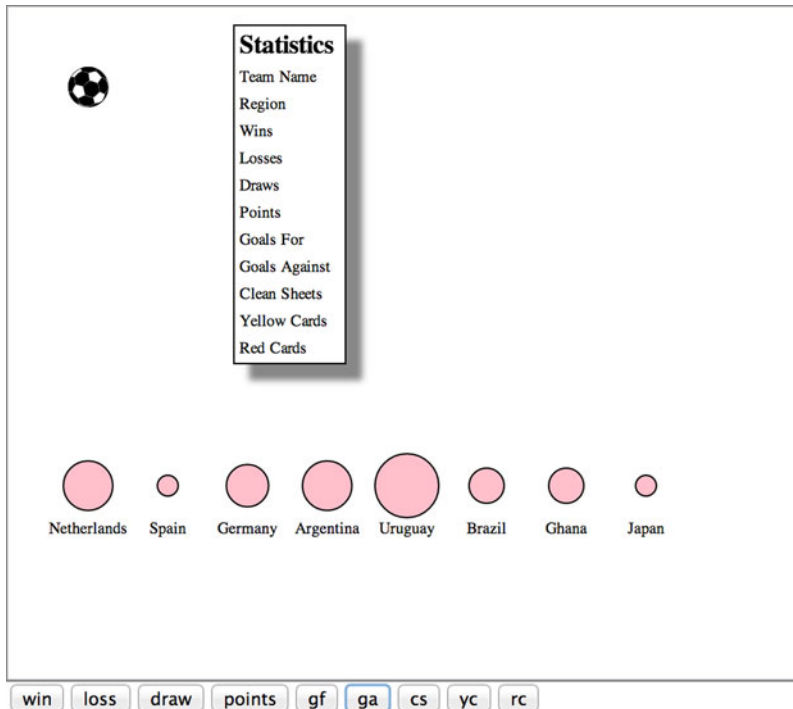 Statistics
Team Name
Region
Wins
Losses
Draws
Points
Goals For
Goals Against
Clean Sheets
Yellow Cards
Red Cards
Netherlands Spain Germany Argentina Uruguay Brazil Ghana Japan
win loss draw points gf ga cs yc rc